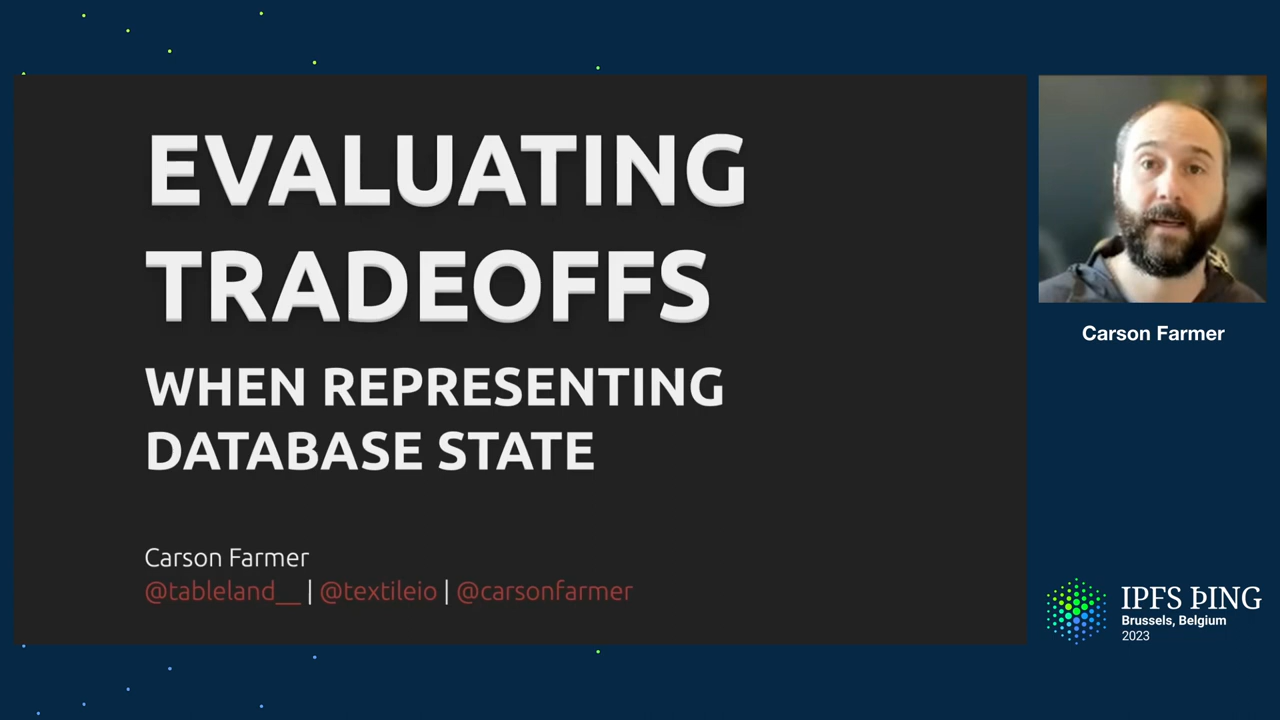 EVALUATING
TRADEOFFS
WHEN REPRESENTING
DATABASE STATE
Carson Farmer
@tableland__ | @textileio | @carsonfarmer
Carson Farmer
IPFS ÞING
Brussels, Belgium
2023